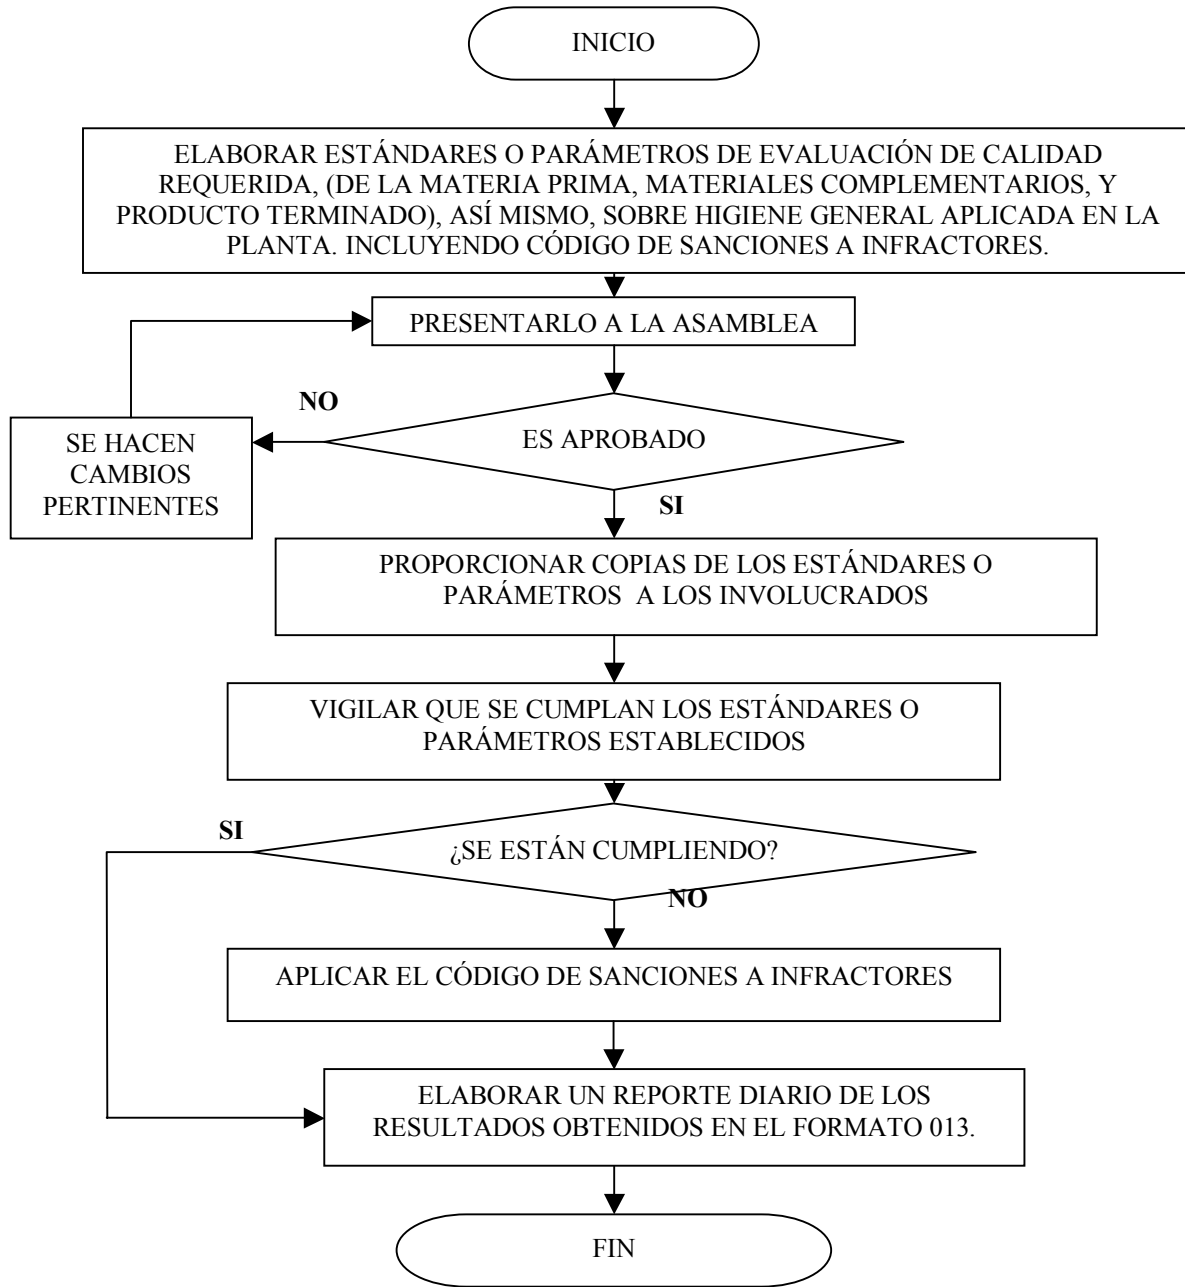 INICIO
ELABORAR ESTÁNDARES O PARÁMETROS DE EVALUACIÓN DE CALIDAD
REQUERIDA, (DE LA MATERIA PRIMA, MATERIALES COMPLEMENTARIOS, Y
PRODUCTO TERMINADO), ASÍ MISMO, SOBRE HIGIENE GENERAL APLICADA EN LA
PLANTA. INCLUYENDO CÓDIGO DE SANCIONES A INFRACTORES.
PRESENTARLO A LA ASAMBLEA
NO
ES APROBADO
SE HACEN
CAMBIOS
PERTINENTES
SI
PROPORCIONAR COPIAS DE LOS ESTÁNDARES O
PARÁMETROS A LOS INVOLUCRADOS
VIGILAR QUE SE CUMPLAN LOS ESTÁNDARES O
PARÁMETROS ESTABLECIDOS
SI
¿SE ESTÁN CUMPLIENDO?
NO
APLICAR EL CÓDIGO DE SANCIONES A INFRACTORES
ELABORAR UN REPORTE DIARIO DE LOS
RESULTADOS OBTENIDOS EN EL FORMATO 013.
FIN